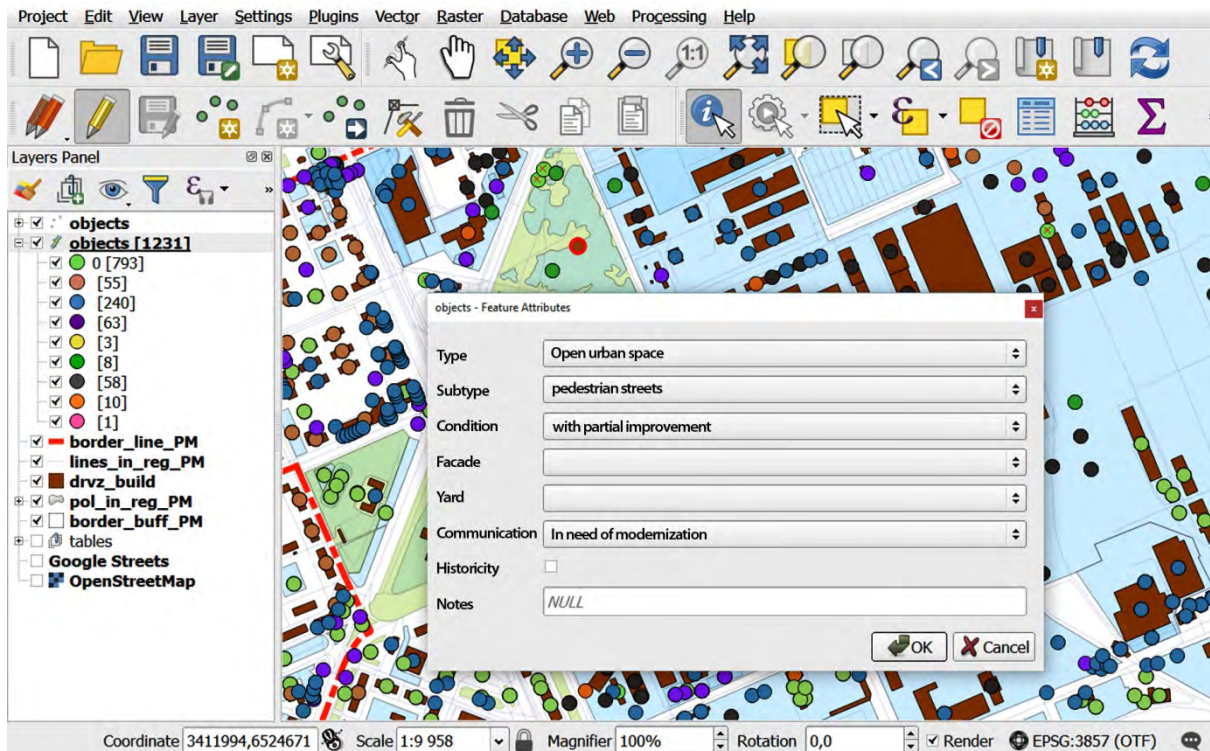 Project Edit View Layer Settings Plugins Vector Raster Database Web Processing Help
1:1
Layers Panel
objects
objects [1231]
0 [793]
[55]
[240]
[63]
[3]
[8]
[58]
[10]
[1]
border_line_PM
lines_in_reg_PM
drvz_build
pol_in_reg_PM
border_buff_PM
tables
Google Streets
OpenStreetMap
objects - Feature Attributes
Type Open urban space
Subtype pedestrian streets
Condition with partial improvement
Facade
Yard
Communication In need of modernization
Historicity
Notes NULL
OK Cancel
Coordinate 3411994,6524671 Scale 1:9 958 Magnifier 100% Rotation 0,0 Render EPSG:3857 (OTF)